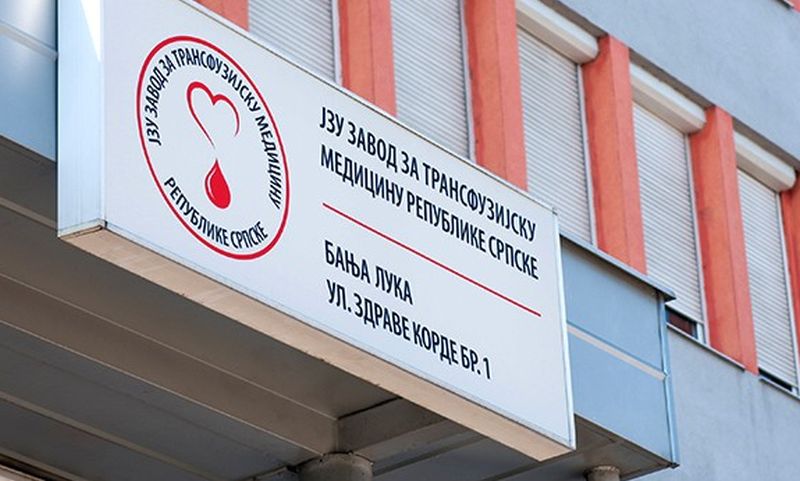 ЈЗУ ЗАВОД ЗА ТРАНСФУЗИЈСКУ МЕДИЦИНУ
РЕПУБЛИКЕ СРПСКЕ
ЈЗУ ЗАВОД ЗА ТРАНСФУЗИЈСКУ
МЕДИЦИНУ РЕПУБЛИКЕ СРПСКЕ
БАЊА ЛУКА
УЛ. ЗДРАВЕ КОРДЕ БР. 1